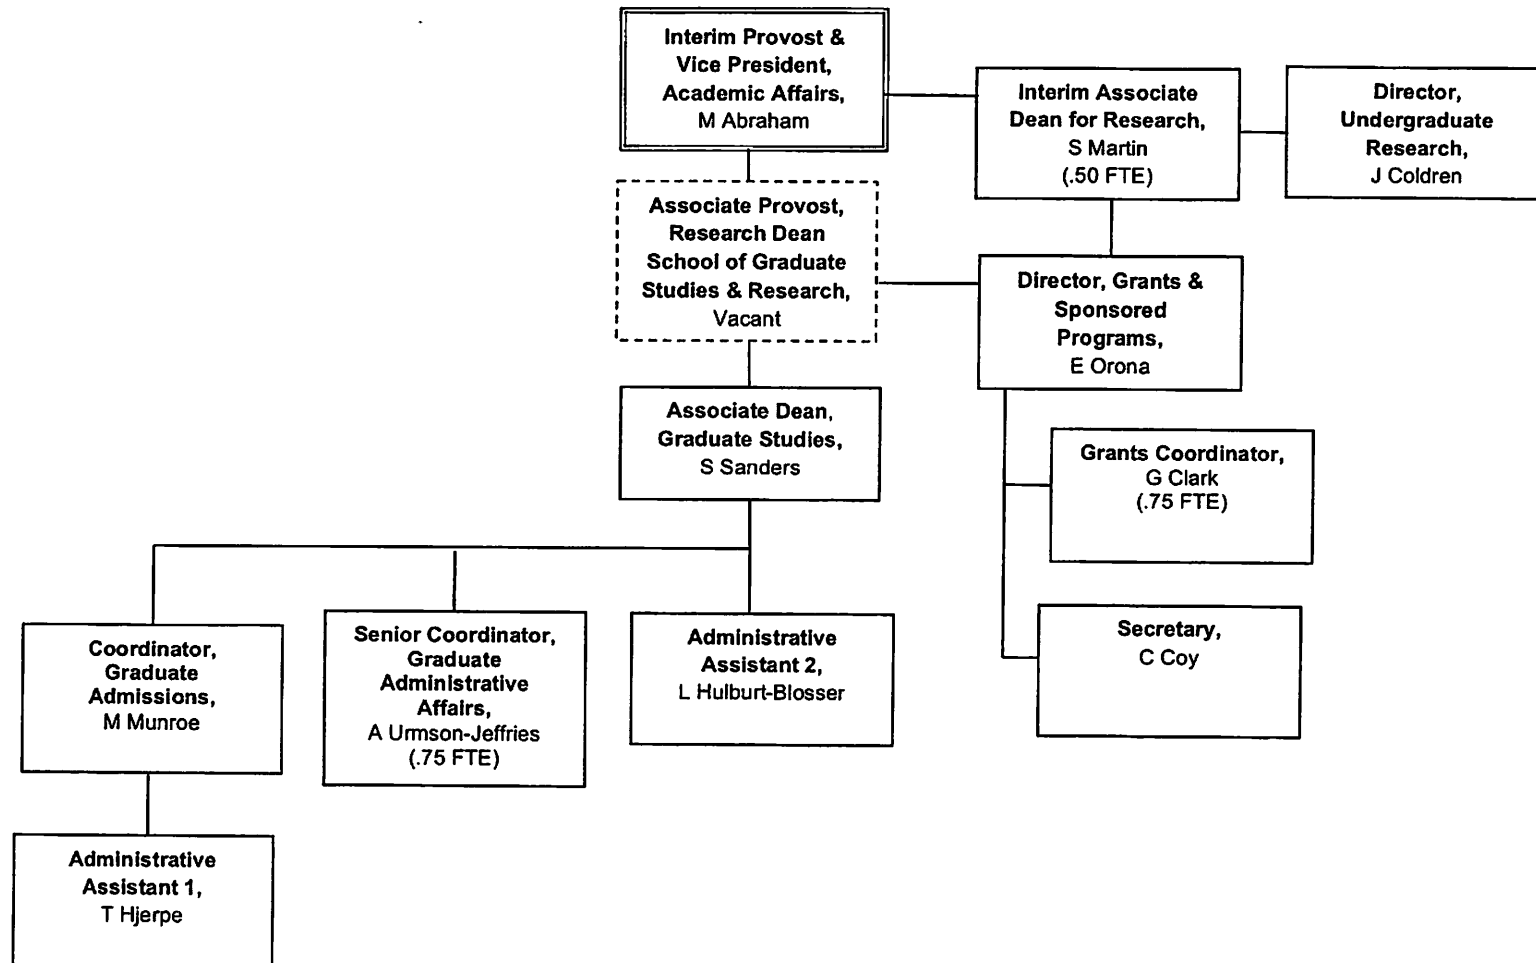 Interim Provost &
Vice President,
Academic Affairs,
M Abraham
Interim Associate
Dean for Research,
S Martin
(.50 FTE)
Director,
Undergraduate
Research,
J Coldren
Associate Provost,
Research Dean
School of Graduate
Studies & Research,
Vacant
Director, Grants &
Sponsored
Programs,
E Orona
Associate Dean,
Graduate Studies,
S Sanders
Grants Coordinator,
G Clark
(.75 FTE)
Secretary,
C Coy
Coordinator,
Graduate
Admissions,
M Munroe
Senior Coordinator,
Graduate
Administrative
Affairs,
A Urmson-Jeffries
(.75 FTE)
Administrative
Assistant 2,
L Hulburt-Blosser
Administrative
Assistant 1,
T Hjerpe